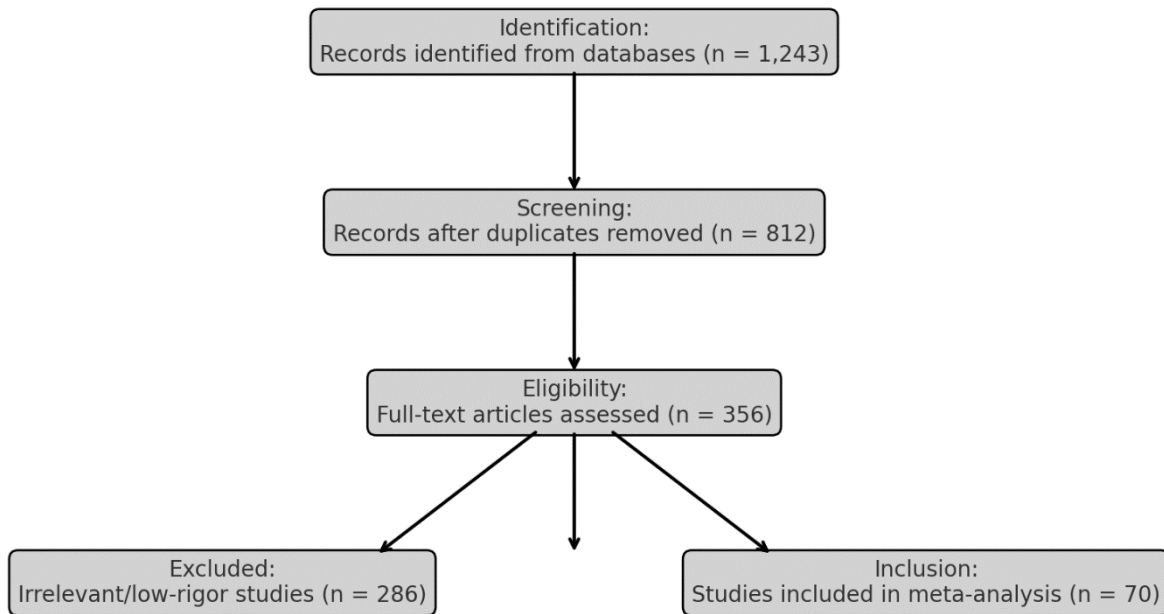 Identification:
Records identified from databases (n = 1,243)
Screening:
Records after duplicates removed (n = 812)
Eligibility:
Full-text articles assessed (n = 356)
Excluded:
Irrelevant/low-rigor studies (n = 286)
Inclusion:
Studies included in meta-analysis (n = 70)